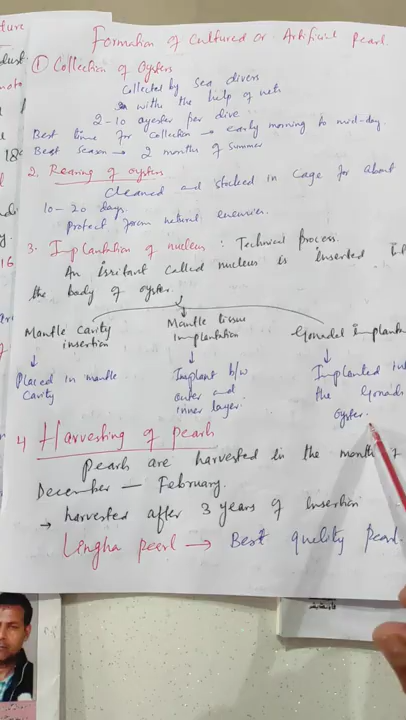 Formation of Cultured or Artificial pearl.
① Collection of Oysters
Collected by sea divers
with the help of nets
2-10 oyester per dive.
Best time for collection → early morning to mid-day.
Best season → 2 months of summer
2. Rearing of oysters
Cleaned and stocked in cage for about
10-20 days.
Protect from natural enemies.
3. Implantation of nucleus : Technical process.
An irritant called nucleus is inserted
the body of oyster.
Mantle cavity insertion
Mantle tissue Implantation
Gonadel implant
Placed in mantle cavity
Implant b/w outer and inner layer.
Implanted the Gonads oyster.
4 Harvesting of pearls
Pearls are harvested in the month of
December - February.
→ harvested after 3 years of insertion
Lingha pearl → Best quality pearl.